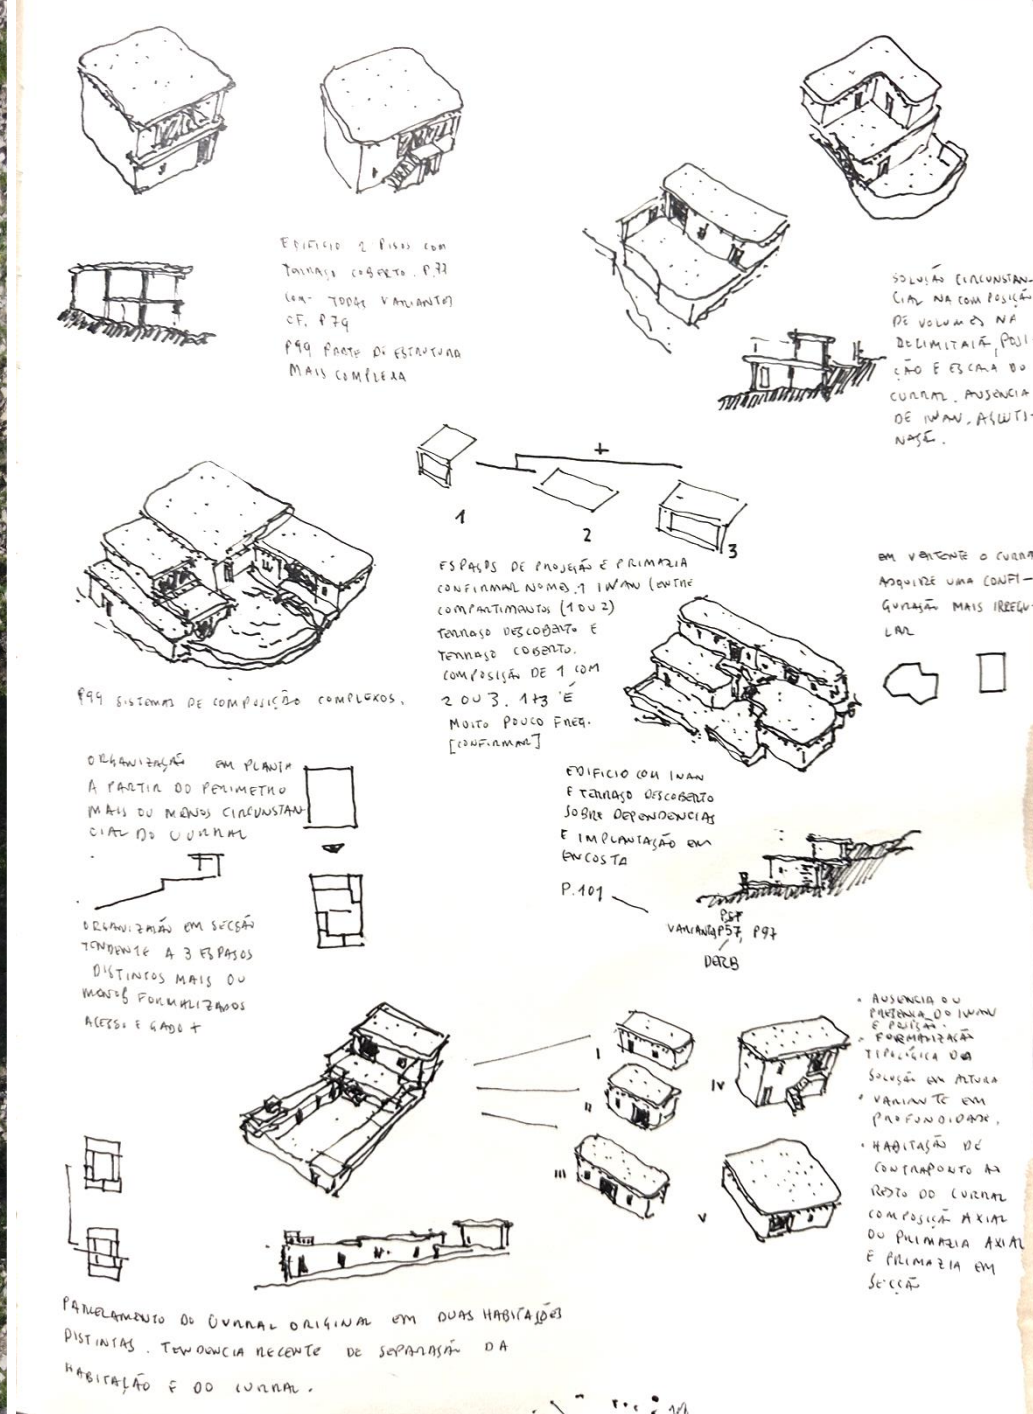 EDIFICIO 2 PISOS COM
TERRAÇO COBERTO. P.77
COM TODAS VARIANTES
CF. P79
P99 PARTE DE ESTRUTURA
MAIS COMPLEXA
SOLUÇÃO CIRCUNSTAN-
CIAL NA COMPOSIÇÃO
DE VOLUMES NA
POSI-
ÇÃO E ESCALA DO
CURRAL. AUSENCIA
DE IWAN. AGLUTI-
NAÇÃ.
+
1
2
3
ESPAÇOS DE PROJEÇÃO E PRIMAZIA
CONFIRMAR NOMES. 1 IWAN (ENTRE
COMPARTIMENTOS (1 OU 2)
TERRAÇO DESCOBERTO E
TERRAÇO COBERTO.
COMPOSIÇÃO DE 1 COM
2 OU 3. 1+3 É
MUITO POUCO FREQ.
[CONFIRMAR]
EM VERTENTE O CURRA
ADQUIRE UMA CONFI-
GURAÇÃO MAIS IRREGU-
LAR
P99 SISTEMAS DE COMPOSIÇÃO COMPLEXOS.
ORGANIZAÇÃO EM PLANTA
A PARTIR DO PERIMETRO
MAIS OU MENOS CIRCUNSTAN
CIAL DO CURRAL
ORGANIZAÇÃO EM SECÇÃO
TENDENTE A 3 ESPAÇOS
DISTINTOS MAIS OU
MENOS FORMALIZADOS
ACESSO E GADO +
EDIFICIO COM IWAN
E TERRAÇO DESCOBERTO
SOBRE DEPENDENCIAS
E IMPLANTAÇÃO EM
ENCOSTA
P.101
P57
VARIANTE P57, P97
DERB
I
II
III
IV
V
• AUSENCIA OU
PRESENÇA DO IWAN
E POSIÇÃO.
• FORMALIZAÇÃ
TIPOLÓGICA DA
SOLUÇÃO EM ALTURA
• VARIANTE EM
PROFUNDIDADE.
• HABITAÇÃO DE
CONTRAPONTO AO
RESTO DO CURRAL
COMPOSIÇÃ AXIAL
OU PRIMAZIA AXIAL
E PRIMAZIA EM
SECÇÃ
PARCELAMENTO DO CURRAL ORIGINAL EM DUAS HABITAÇÕES
DISTINTAS. TENDENCIA RECENTE DE SEPARAÇÃO DA
HABITAÇÃO E DO CURRAL.